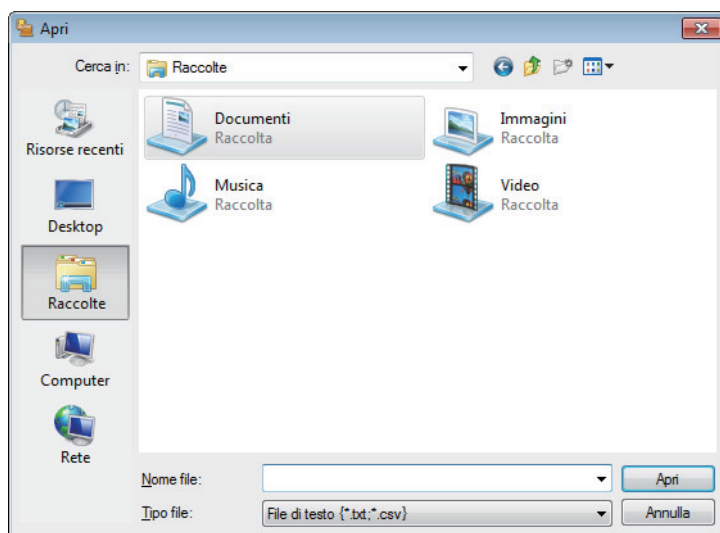 Apri
Cerca in: Raccolte
Risorse recenti
Desktop
Raccolte
Computer
Rete
Documenti
Raccolta
Immagini
Raccolta
Musica
Raccolta
Video
Raccolta
Nome file:
Apri
Tipo file: File di testo {*.txt;*.csv}
Annulla